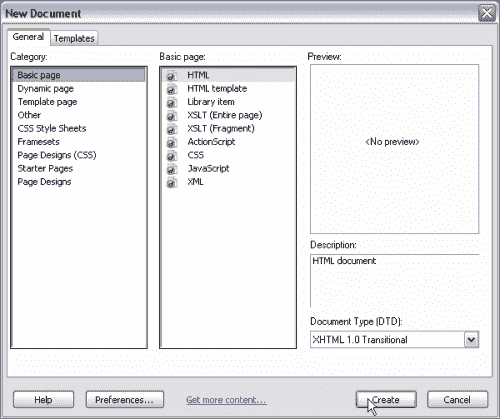 New Document
General
Templates
Category:
Basic page
Dynamic page
Template page
Other
CSS Style Sheets
Framesets
Page Designs (CSS)
Starter Pages
Page Designs
Basic page:
HTML
HTML template
Library item
XSLT (Entire page)
XSLT (Fragment)
ActionScript
CSS
JavaScript
XML
Preview:
<No preview>
Description:
HTML document
Document Type (DTD):
XHTML 1.0 Transitional
Help
Preferences...
Get more content...
Create
Cancel